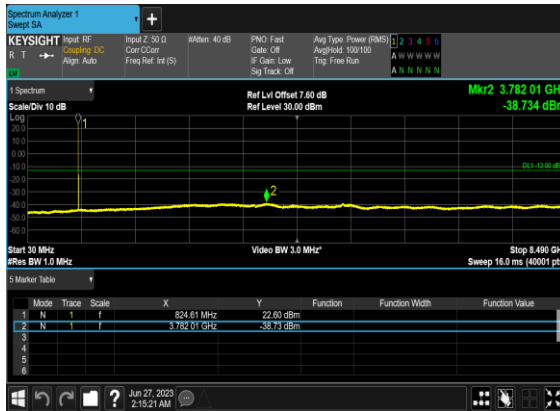 Spectrum Analyzer 1
Swept SA
+
KEYSIGHT
R T
Input: RF
Coupling: DC
Align: Auto
Input Z: 50 Ω
Corr CCorr
Freq Ref: Int (S)
#Atten: 40 dB
PNO: Fast
Gate: Off
IF Gain: Low
Sig Track: Off
Avg Type: Power (RMS)
Avg|Hold: 100/100
Trig: Free Run
1 2 3 4 5 6
A W W W W W
A N N N N N
1 Spectrum
Scale/Div 10 dB
Log
Ref Lvl Offset 7.60 dB
Ref Level 30.00 dBm
Mkr2 3.782 01 GHz
-38.734 dBm
20.0
10.0
0.00
-10.0
-20.0
-30.0
-40.0
-50.0
-60.0
1
2
DL1 -13.00 dB
Start 30 MHz
#Res BW 1.0 MHz
Video BW 3.0 MHz*
Stop 8.490 GH
Sweep 16.0 ms (40001 pt
5 Marker Table
Mode Trace Scale X Y Function Function Width Function Value
1 N 1 f 824.61 MHz 22.60 dBm
2 N 1 f 3.782 01 GHz -38.73 dBm
3
4
5
6
?
Jun 27, 2023
2:15:21 AM